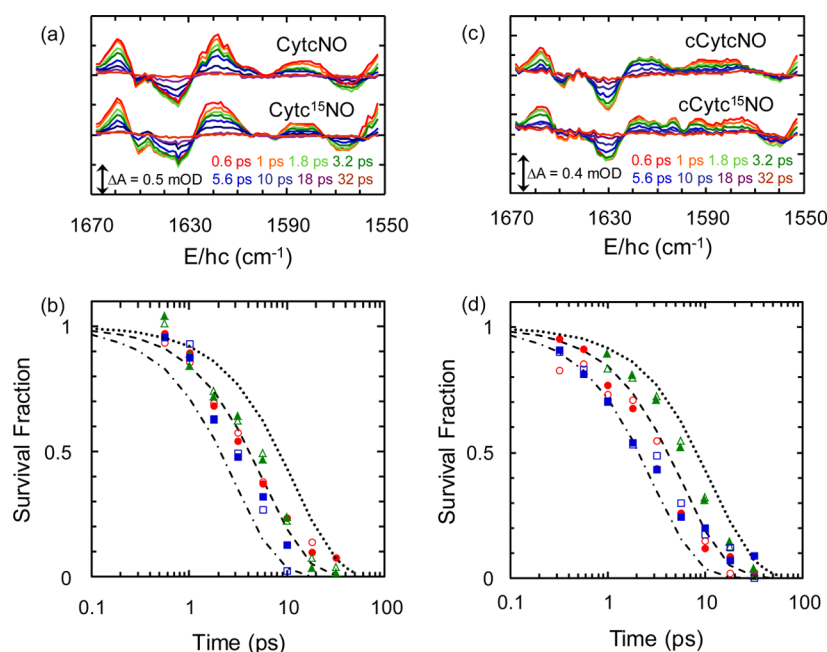 (a)
CytcNO
Cytc¹⁵NO
0.6 ps 1 ps 1.8 ps 3.2 ps
ΔA = 0.5 mOD 5.6 ps 10 ps 18 ps 32 ps
1670 1630 1590 1550
E/hc (cm⁻¹)
(c)
cCytcNO
cCytc¹⁵NO
0.6 ps 1 ps 1.8 ps 3.2 ps
ΔA = 0.4 mOD 5.6 ps 10 ps 18 ps 32 ps
1670 1630 1590 1550
E/hc (cm⁻¹)
(b)
Survival Fraction
1
0.5
0
0.1 1 10 100
Time (ps)
(d)
Survival Fraction
1
0.5
0
0.1 1 10 100
Time (ps)